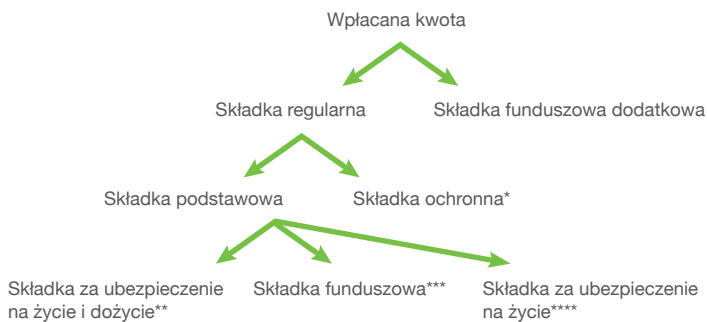 Wpłacana kwota
Składka regularna
Składka funduszowa dodatkowa
Składka podstawowa
Składka ochronna*
Składka za ubezpieczenie
na życie i dożycie**
Składka funduszowa***
Składka za ubezpieczenie
na życie****